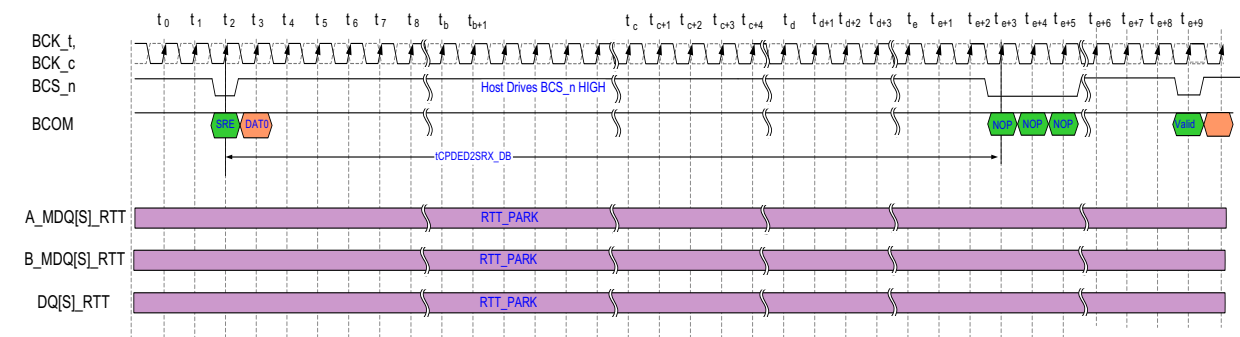 t0 t1 t2 t3 t4 t5 t6 t7 t8 tb tb+1 tc tc+1 tc+2 tc+3 tc+4 td td+1 td+2 td+3 te te+1 te+2 te+3 te+4 te+5 te+6 te+7 te+8 te+9
BCK_t,
BCK_c
BCS_n Host Drives BCS_n HIGH
BCOM SRE DAT0 NOP NOP NOP Valid
tCPDED2SRX_DB
A_MDQ[S]_RTT RTT_PARK
B_MDQ[S]_RTT RTT_PARK
DQ[S]_RTT RTT_PARK